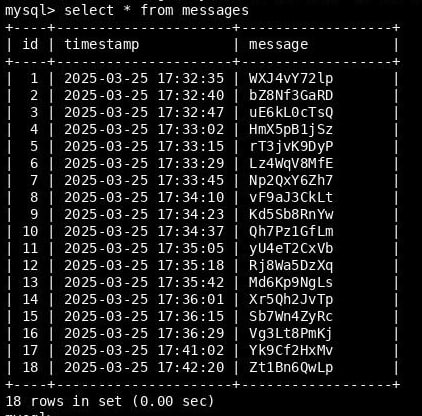 mysql> select * from messages
+----+---------------------+------------------+
| id | timestamp           | message          |
+----+---------------------+------------------+
|  1 | 2025-03-25 17:32:35 | WXJ4vY72lp       |
|  2 | 2025-03-25 17:32:40 | bZ8Nf3GaRD       |
|  3 | 2025-03-25 17:32:47 | uE6kL0cTsQ       |
|  4 | 2025-03-25 17:33:02 | HmX5pB1jSz       |
|  5 | 2025-03-25 17:33:15 | rT3jvK9DyP       |
|  6 | 2025-03-25 17:33:29 | Lz4WqV8MfE       |
|  7 | 2025-03-25 17:33:45 | Np2QxY6Zh7       |
|  8 | 2025-03-25 17:34:10 | vF9aJ3CkLt       |
|  9 | 2025-03-25 17:34:23 | Kd5Sb8RnYw       |
| 10 | 2025-03-25 17:34:37 | Qh7Pz1GfLm       |
| 11 | 2025-03-25 17:35:05 | yU4eT2CxVb       |
| 12 | 2025-03-25 17:35:18 | Rj8Wa5DzXq       |
| 13 | 2025-03-25 17:35:42 | Md6Kp9NgLs       |
| 14 | 2025-03-25 17:36:01 | Xr5Qh2JvTp       |
| 15 | 2025-03-25 17:36:15 | Sb7Wn4ZyRc       |
| 16 | 2025-03-25 17:36:29 | Vg3Lt8PmKj       |
| 17 | 2025-03-25 17:41:02 | Yk9Cf2HxMv       |
| 18 | 2025-03-25 17:42:20 | Zt1Bn6QwLp       |
+----+---------------------+------------------+
18 rows in set (0.00 sec)